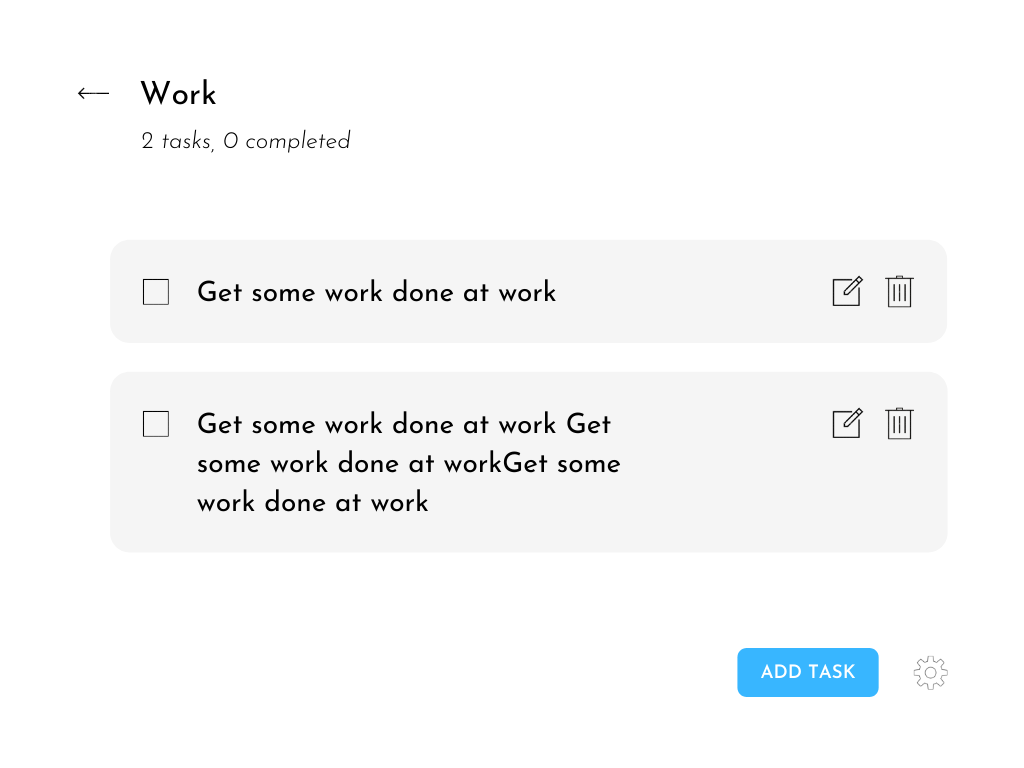 Work
2 tasks, 0 completed
Get some work done at work
Get some work done at work Get
some work done at workGet some
work done at work
ADD TASK